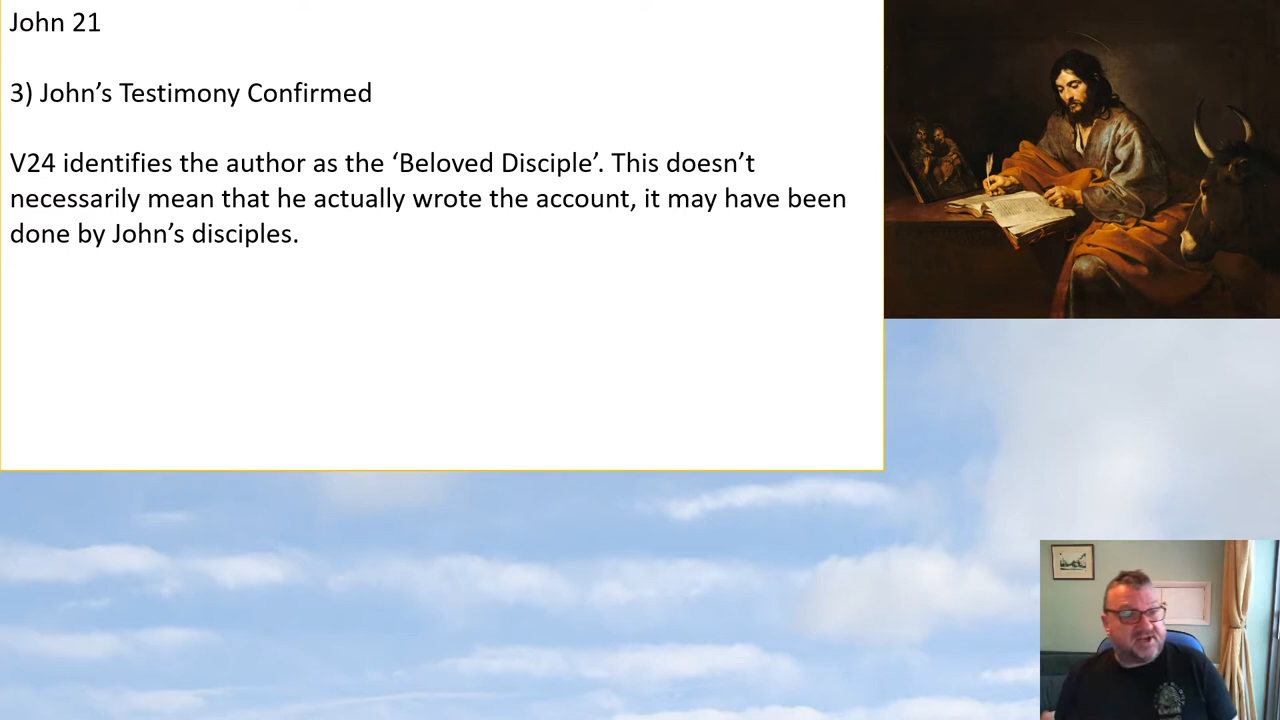 John 21
3) John’s Testimony Confirmed
V24 identifies the author as the ‘Beloved Disciple’. This doesn’t
necessarily mean that he actually wrote the account, it may have been
done by John’s disciples.